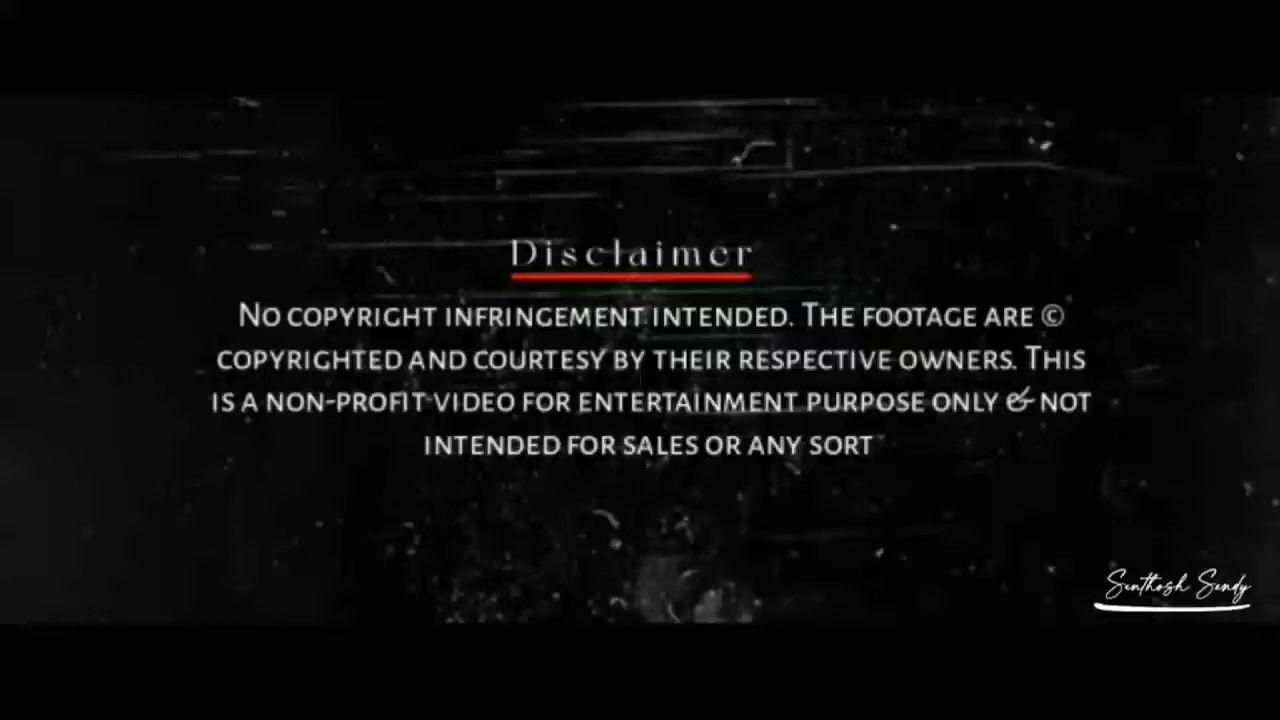 Disclaimer
No copyright infringement intended. The footage are ©
copyrighted and courtesy by their respective owners. This
is a non-profit video for entertainment purpose only & not
intended for sales or any sort
Santhosh Sandy